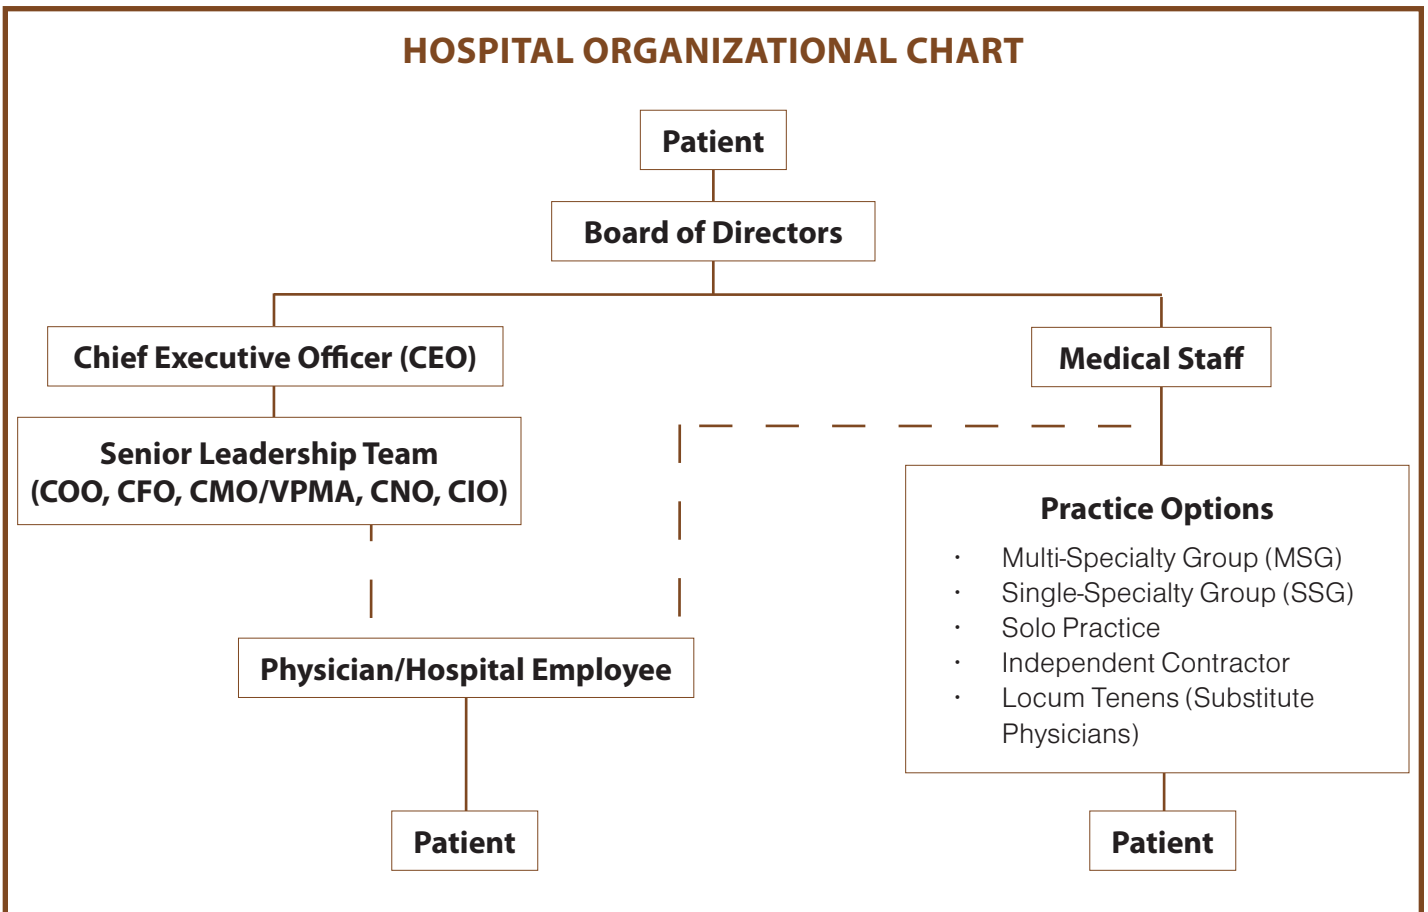 HOSPITAL ORGANIZATIONAL CHART
Patient
Board of Directors
Chief Executive Officer (CEO)
Medical Staff
Senior Leadership Team
(COO, CFO, CMO/VPMA, CNO, CIO)
Practice Options
· Multi-Specialty Group (MSG)
· Single-Specialty Group (SSG)
· Solo Practice
· Independent Contractor
· Locum Tenens (Substitute
Physicians)
Physician/Hospital Employee
Patient
Patient